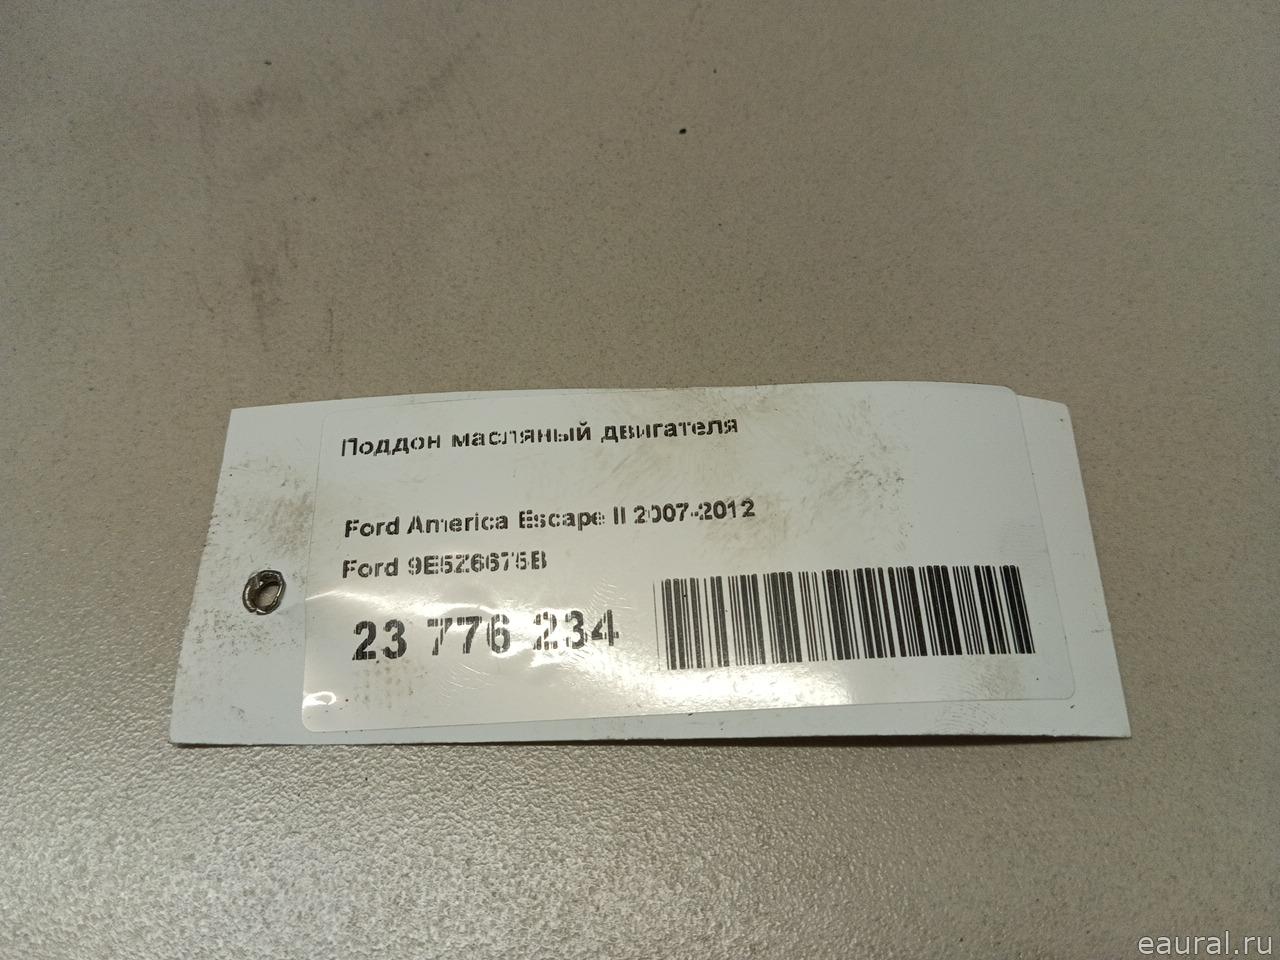 Поддон масляный двигателя
Ford America Escape II 2007-2012
Ford 9E5Z6675B
23 776 234
eaural.ru